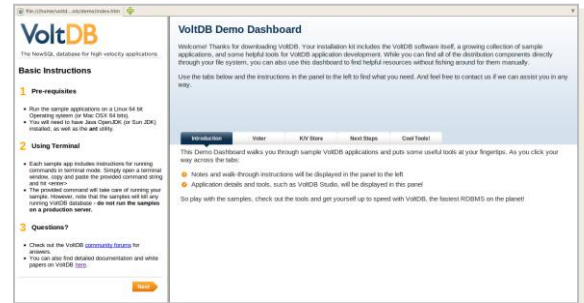 file:///home/voltd...ols/demo/index.htm
VoltDB
The NewSQL database for high velocity applications
Basic Instructions
1 Pre-requisites
Run the sample applications on a Linux 64 bit
Operating system (or Mac OSX 64 bits).
You will need to have Java OpenJDK (or Sun JDK)
installed, as well as the ant utility.
2 Using Terminal
Each sample app includes instructions for running
commands in terminal mode. Simply open a terminal
window, copy and paste the provided command string
and hit <enter>
The provided command will take care of running your
sample. However, note that the samples will kill any
running VoltDB database - do not run the samples
on a production server.
3 Questions?
Check out the VoltDB community forums for
answers.
You can also find detailed documentation and white
papers on VoltDB here.
Next
VoltDB Demo Dashboard
Welcome! Thanks for downloading VoltDB. Your installation kit includes the VoltDB software itself, a growing collection of sample
applications, and some helpful tools for VoltDB application development. While you can find all of the distribution components directly
through your file system, you can also use this dashboard to find helpful resources without fishing around for them manually.
Use the tabs below and the instructions in the panel to the left to find what you need. And feel free to contact us if we can assist you in any
way.
Introduction Voter K/V Store Next Steps Cool Tools!
This Demo Dashboard walks you through sample VoltDB applications and puts some useful tools at your fingertips. As you click your
way across the tabs:
Notes and walk-through instructions will be displayed in the panel to the left
Application details and tools, such as VoltDB Studio, will be displayed in this panel
So play with the samples, check out the tools and get yourself up to speed with VoltDB, the fastest RDBMS on the planet!